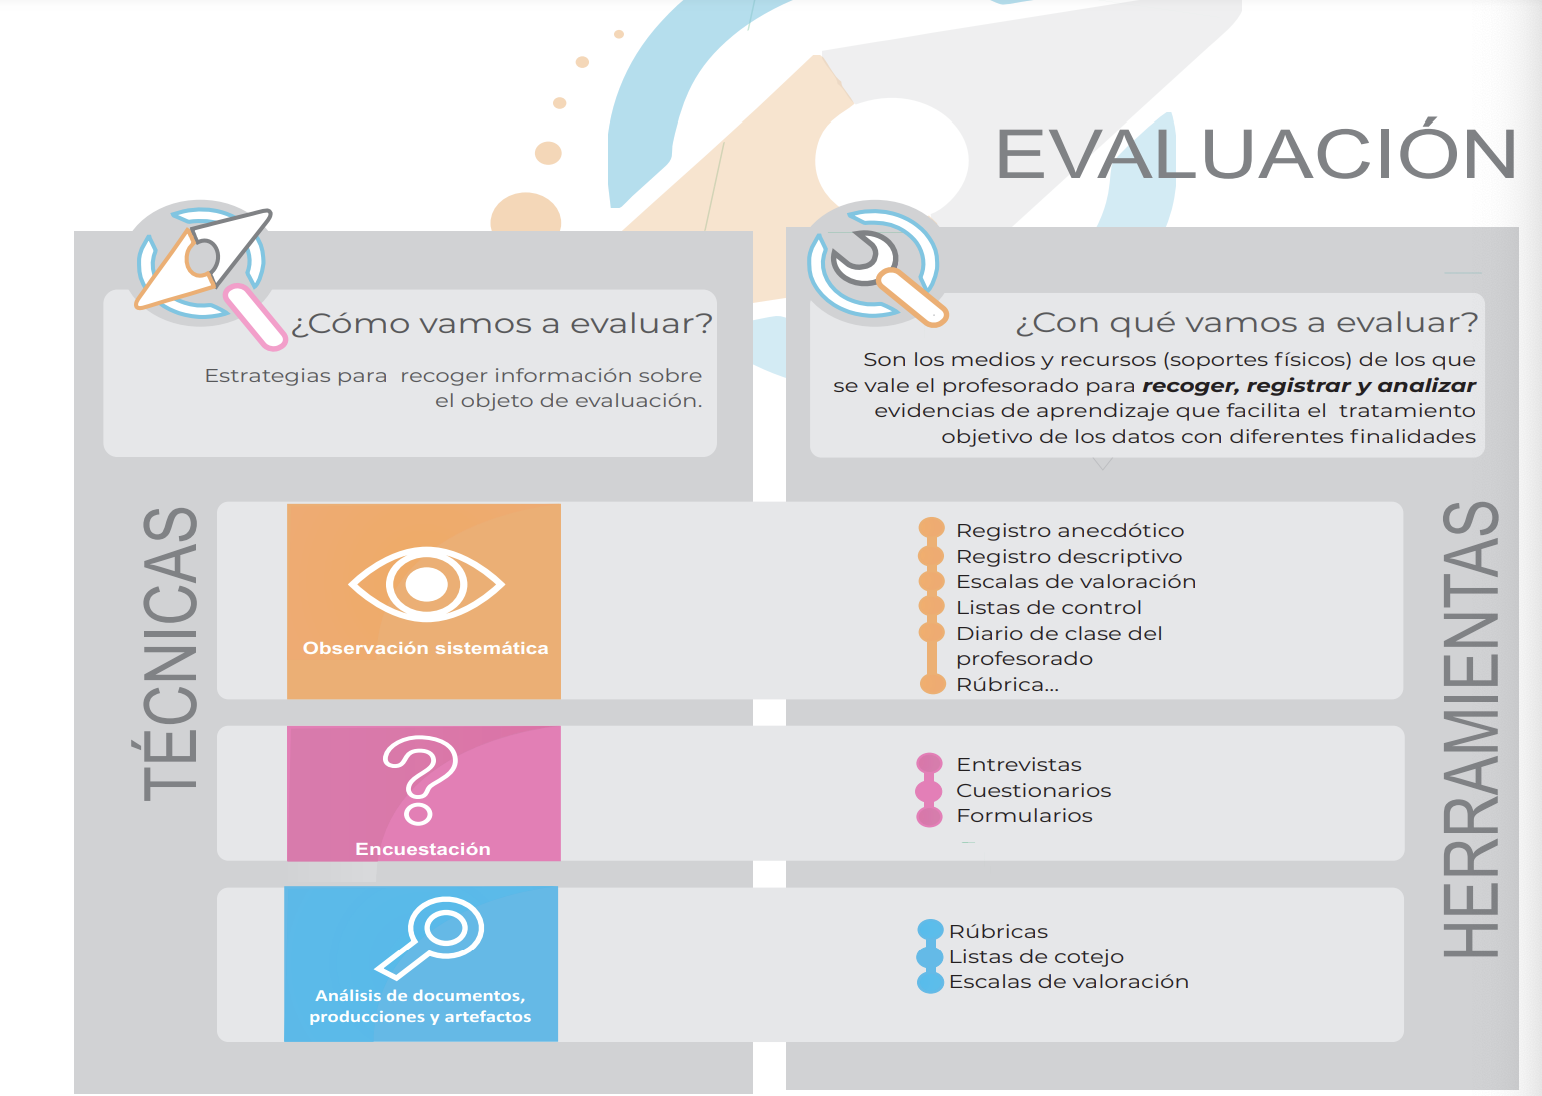 EVALUACIÓN
¿Cómo vamos a evaluar?
Estrategias para recoger información sobre
el objeto de evaluación.
¿Con qué vamos a evaluar?
Son los medios y recursos (soportes físicos) de los que
se vale el profesorado para recoger, registrar y analizar
evidencias de aprendizaje que facilita el tratamiento
objetivo de los datos con diferentes finalidades
TÉCNICAS
HERRAMIENTAS
Observación sistemática
Registro anecdótico
Registro descriptivo
Escalas de valoración
Listas de control
Diario de clase del
profesorado
Rúbrica...
Encuestación
Entrevistas
Cuestionarios
Formularios
Análisis de documentos,
producciones y artefactos
Rúbricas
Listas de cotejo
Escalas de valoración